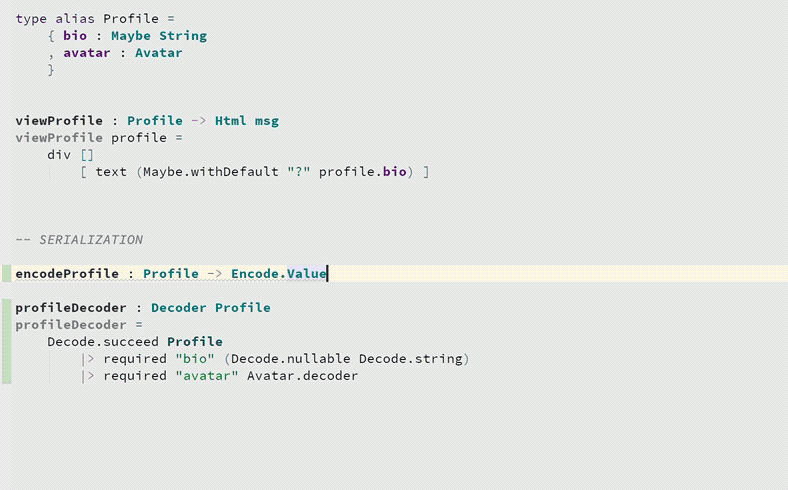 type alias Profile =
    { bio : Maybe String
    , avatar : Avatar
    }
viewProfile : Profile -> Html msg
viewProfile profile =
    div []
        [ text (Maybe.withDefault "?" profile.bio) ]
-- SERIALIZATION
encodeProfile : Profile -> Encode.Value
profileDecoder : Decoder Profile
profileDecoder =
    Decode.succeed Profile
        |> required "bio" (Decode.nullable Decode.string)
        |> required "avatar" Avatar.decoder